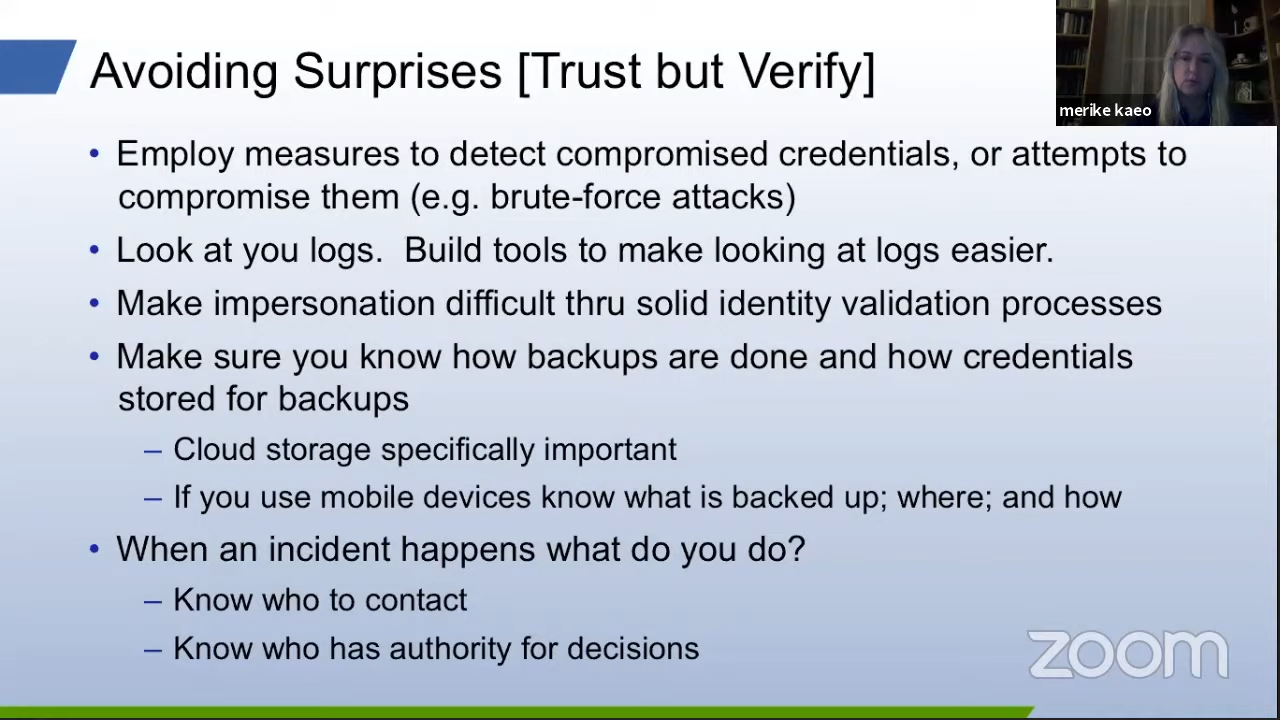 Avoiding Surprises [Trust but Verify]
merike kaeo
• Employ measures to detect compromised credentials, or attempts to
compromise them (e.g. brute-force attacks)
• Look at you logs.  Build tools to make looking at logs easier.
• Make impersonation difficult thru solid identity validation processes
• Make sure you know how backups are done and how credentials
stored for backups
– Cloud storage specifically important
– If you use mobile devices know what is backed up; where; and how
• When an incident happens what do you do?
– Know who to contact
– Know who has authority for decisions
zoom